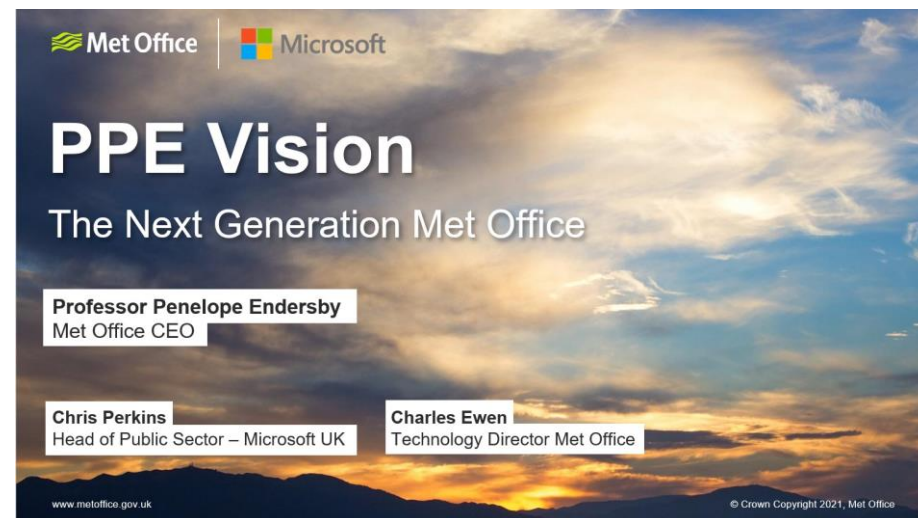 Met Office
Microsoft
PPE Vision
The Next Generation Met Office
Professor Penelope Endersby
Met Office CEO
Chris Perkins
Head of Public Sector – Microsoft UK
Charles Ewen
Technology Director Met Office
www.metoffice.gov.uk
© Crown Copyright 2021, Met Office